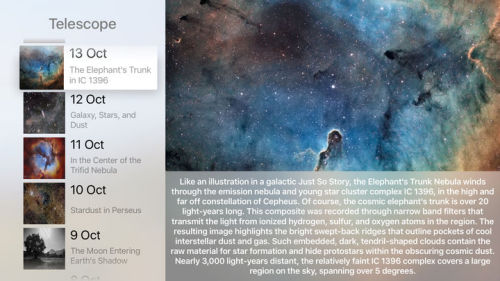 Telescope
13 Oct
The Elephant's Trunk
in IC 1396
12 Oct
Galaxy, Stars, and
Dust
11 Oct
In the Center of the
Trifid Nebula
10 Oct
Stardust in Perseus
9 Oct
The Moon Entering
Earth's Shadow
Like an illustration in a galactic Just So Story, the Elephant's Trunk Nebula winds
through the emission nebula and young star cluster complex IC 1396, in the high and
far off constellation of Cepheus. Of course, the cosmic elephant's trunk is over 20
light-years long. This composite was recorded through narrow band filters that
transmit the light from ionized hydrogen, sulfur, and oxygen atoms in the region. The
resulting image highlights the bright swept-back ridges that outline pockets of cool
interstellar dust and gas. Such embedded, dark, tendril-shaped clouds contain the
raw material for star formation and hide protostars within the obscuring cosmic dust.
Nearly 3,000 light-years distant, the relatively faint IC 1396 complex covers a large
region on the sky, spanning over 5 degrees.